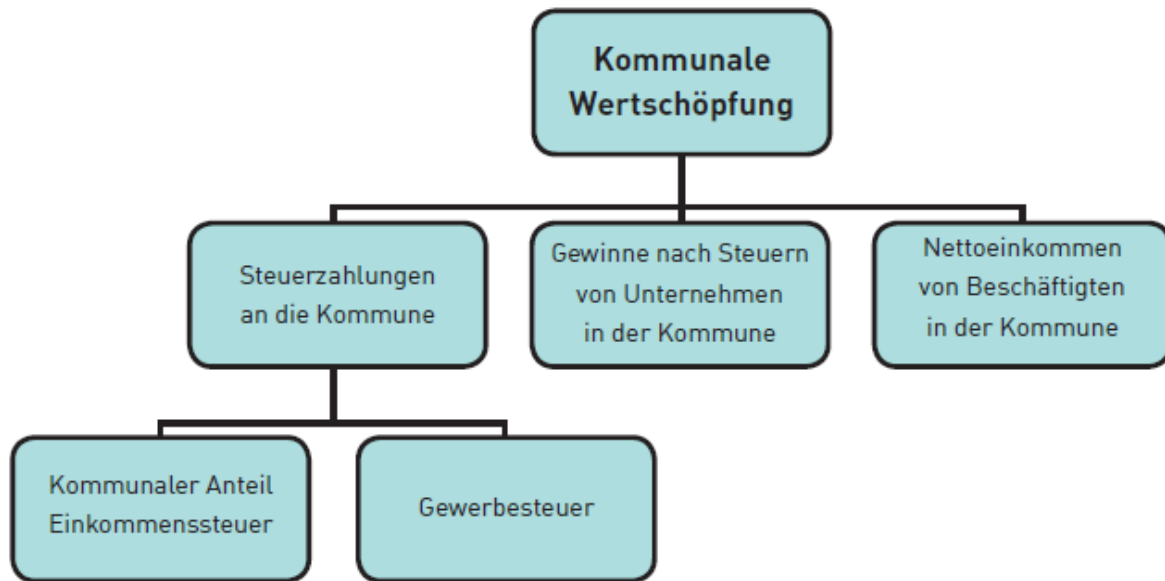 Kommunale
Wertschöpfung
Steuerzahlungen
an die Kommune
Gewinne nach Steuern
von Unternehmen
in der Kommune
Nettoeinkommen
von Beschäftigten
in der Kommune
Kommunaler Anteil
Einkommenssteuer
Gewerbesteuer